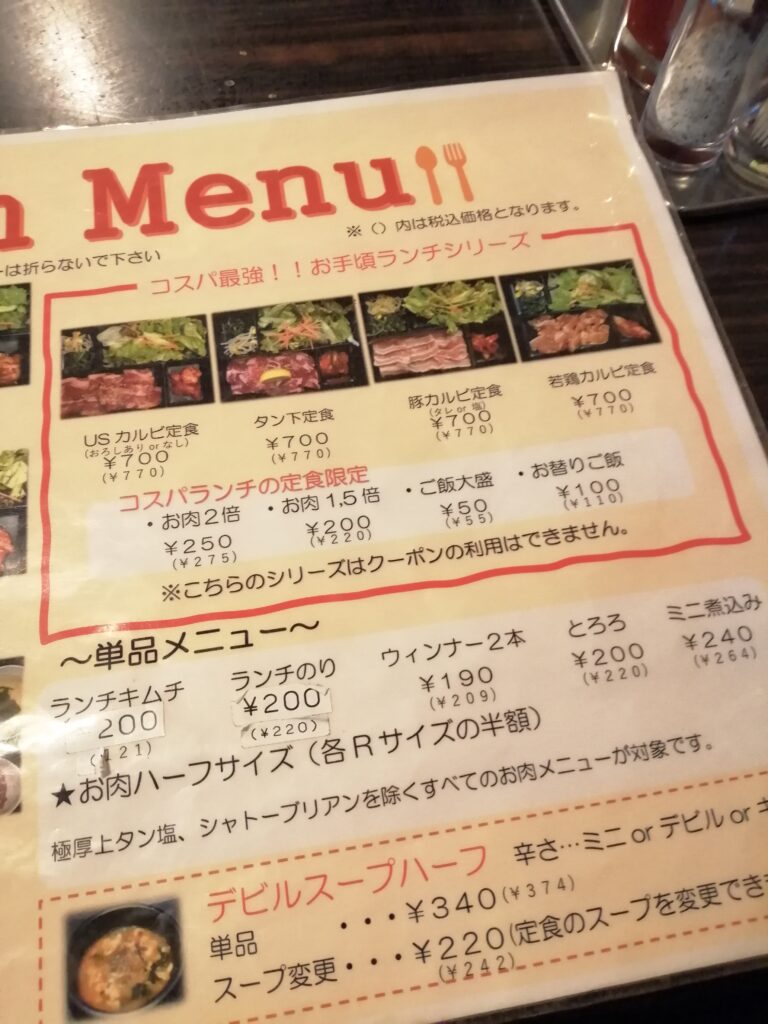 Menu
※（）内は税込価格となります。
ーは折らないで下さい
コスパ最強！！お手頃ランチシリーズ
USカルビ定食 タン下定食 豚カルビ定食 若鶏カルビ定食
(おろしあり or なし) (タレ or 塩)
¥700 ¥700 ¥700 ¥700
(¥770) (¥770) (¥770) (¥770)
コスパランチの定食限定
・お肉2倍 ・お肉1,5倍 ・ご飯大盛 ・お替りご飯
¥250 ¥200 ¥50 ¥100
(¥275) (¥220) (¥55) (¥110)
※こちらのシリーズはクーポンの利用はできません。
～単品メニュー～
ランチキムチ ランチのり ウィンナー2本 とろろ ミニ煮込み
200 ¥200 ¥190 ¥200 ¥240
(¥121) (¥220) (¥209) (¥220) (¥264)
★お肉ハーフサイズ（各Rサイズの半額）
極厚上タン塩、シャトーブリアンを除くすべてのお肉メニューが対象です。
デビルスープハーフ 辛さ…ミニ or デビル or キ
単品 ・・・¥340(¥374)
スープ変更・・・¥220(定食のスープを変更でき
(¥242)